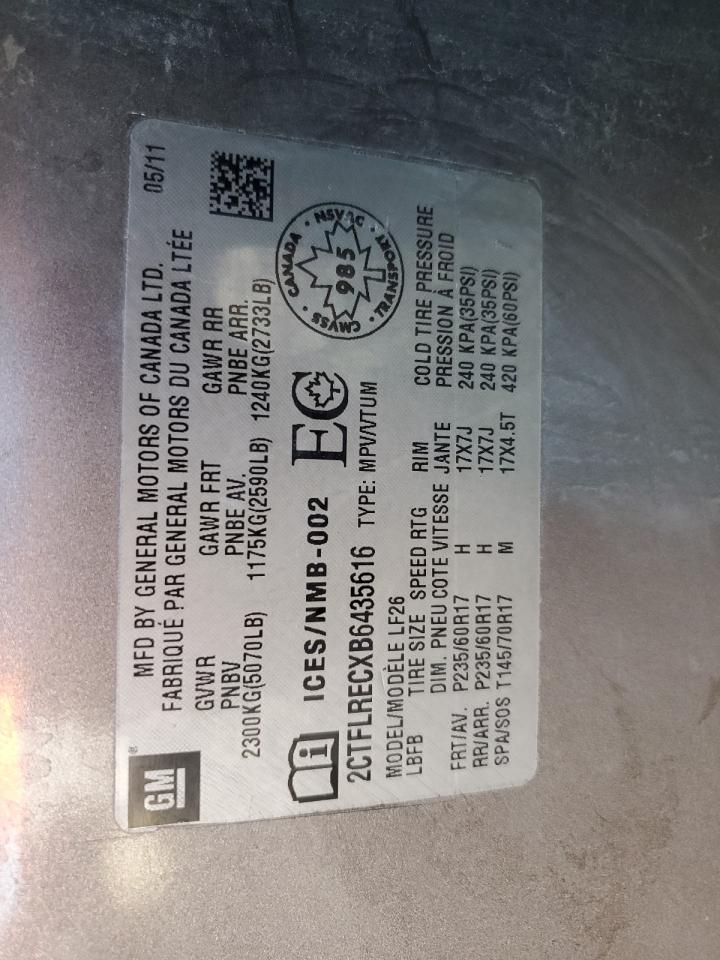 GM®
MFD BY GENERAL MOTORS OF CANADA LTD. 05/11
FABRIQUÉ PAR GENERAL MOTORS DU CANADA LTÉE
GVWR GAWR FRT GAWR RR
PNBV PNBE AV. PNBE ARR.
2300KG(5070LB) 1175KG(2590LB) 1240KG(2733LB)
i ICES/NMB-002 EC
CANADA · NSVAC · TRANSPORT · CMVSS ·
985
2CTFLRECXB6435616 TYPE: MPV/VTUM
MODEL/MODÈLE LF26
LBFB TIRE SIZE SPEED RTG RIM COLD TIRE PRESSURE
DIM. PNEU COTE VITESSE JANTE PRESSION À FROID
FRT/AV. P235/60R17 H 17X7J 240 KPA(35PSI)
RR/ARR. P235/60R17 H 17X7J 240 KPA(35PSI)
SPA/SOS T145/70R17 M 17X4.5T 420 KPA(60PSI)